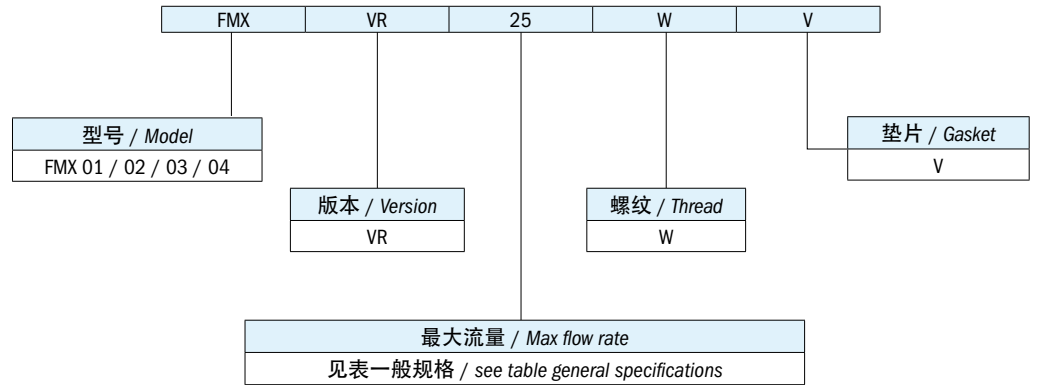 FMX VR 25 W V
型号 / Model
FMX 01 / 02 / 03 / 04
垫片 / Gasket
V
版本 / Version
VR
螺纹 / Thread
W
最大流量 / Max flow rate
见表一般规格 / see table general specifications